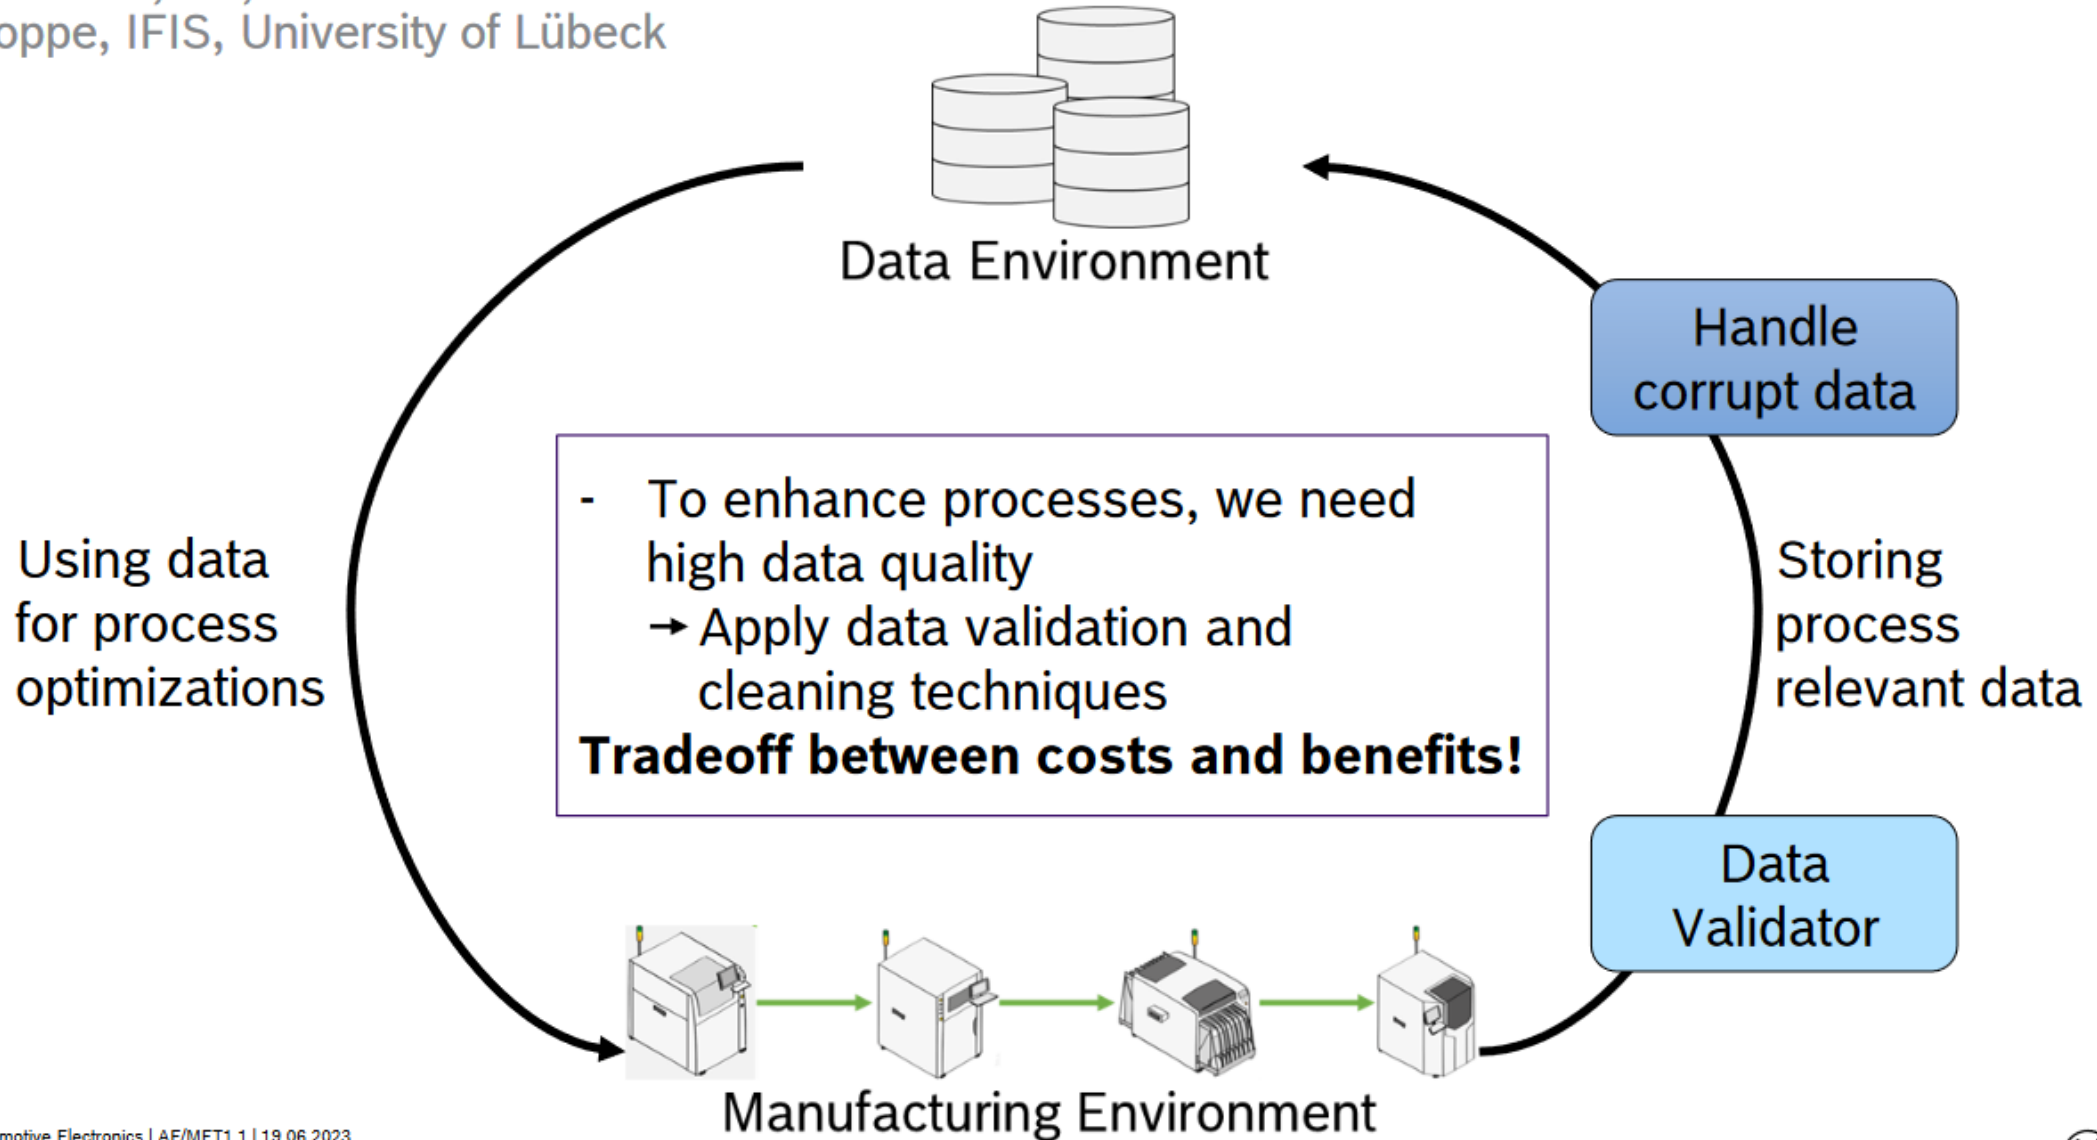 oppe, IFIS, University of Lübeck
Data Environment
Handle
corrupt data
- To enhance processes, we need
high data quality
→ Apply data validation and
cleaning techniques
Tradeoff between costs and benefits!
Using data
for process
optimizations
Storing
process
relevant data
Data
Validator
Manufacturing Environment
motive Electronics | AE/MFT1.1 | 19.06.2023